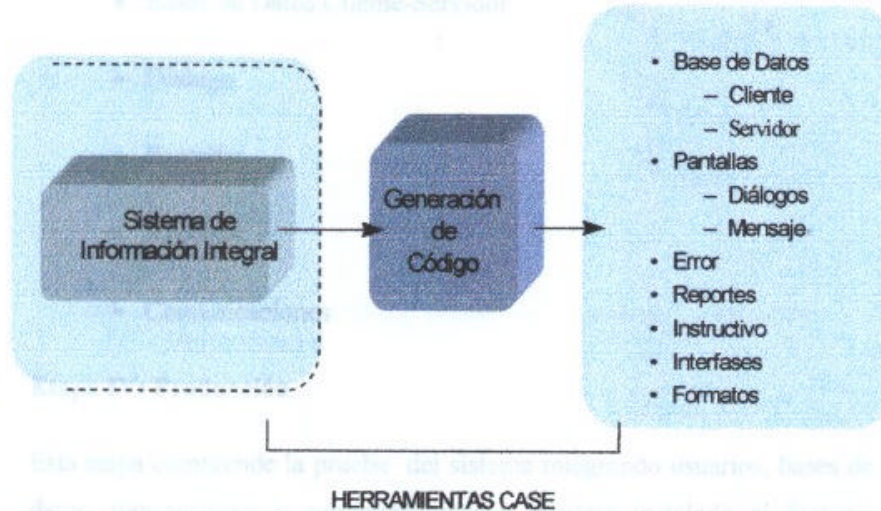 Sistema de
Información Integral
Generación
de
Código
• Base de Datos
– Cliente
– Servidor
• Pantallas
– Diálogos
– Mensaje
• Error
• Reportes
• Instructivo
• Interfases
• Formatos
HERRAMIENTAS CASE